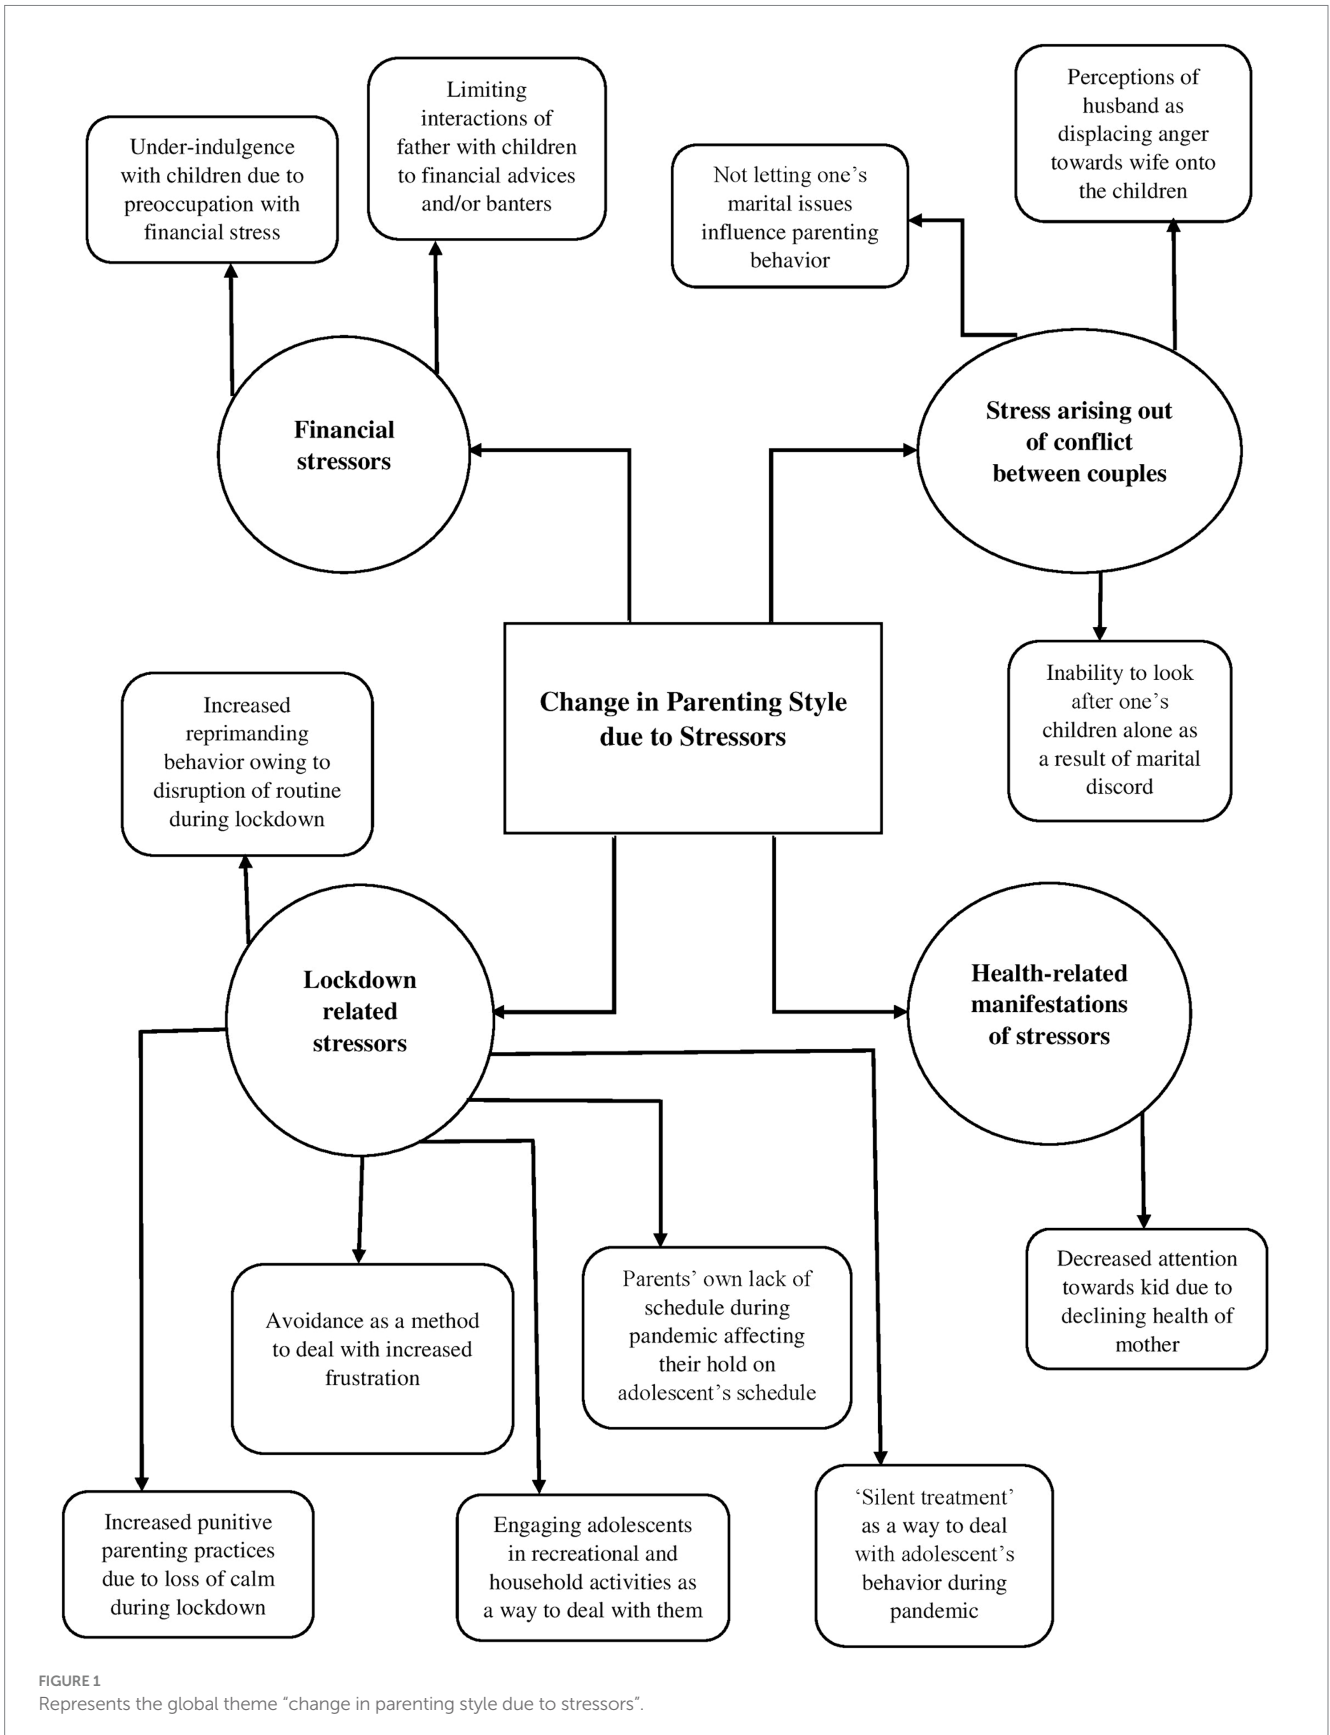 Limiting
interactions of
father with children
to financial advices
and/or banters
Under-indulgence
with children due to
preoccupation with
financial stress
Perceptions of
husband as
displacing anger
towards wife onto
the children
Not letting one’s
marital issues
influence parenting
behavior
Financial
stressors
Stress arising out
of conflict
between couples
Change in Parenting Style
due to Stressors
Inability to look
after one’s
children alone as
a result of marital
discord
Increased
reprimanding
behavior owing to
disruption of routine
during lockdown
Lockdown
related
stressors
Health-related
manifestations
of stressors
Avoidance as a method
to deal with increased
frustration
Parents’ own lack of
schedule during
pandemic affecting
their hold on
adolescent’s schedule
Decreased attention
towards kid due to
declining health of
mother
Increased punitive
parenting practices
due to loss of calm
during lockdown
Engaging adolescents
in recreational and
household activities as
a way to deal with them
‘Silent treatment’
as a way to deal
with adolescent’s
behavior during
pandemic
FIGURE 1
Represents the global theme “change in parenting style due to stressors”.